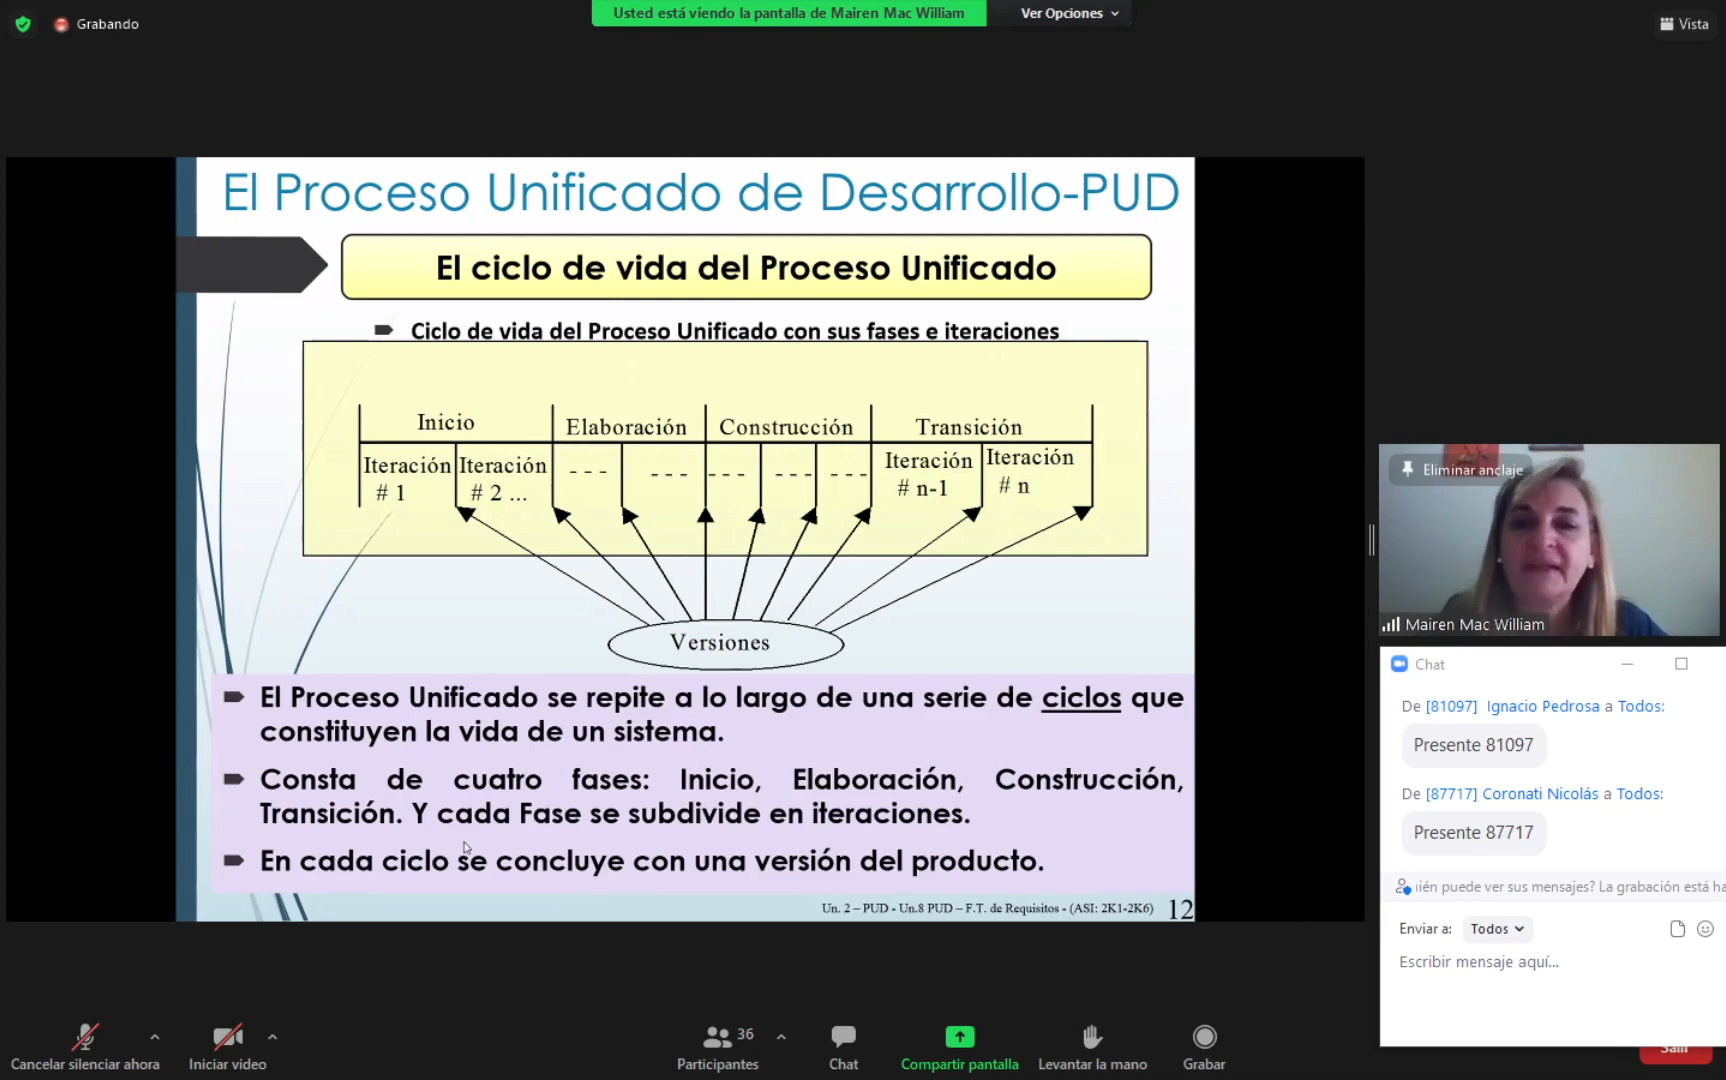 Grabando
Usted está viendo la pantalla de Mairen Mac William
Ver Opciones
Vista
El Proceso Unificado de Desarrollo-PUD
El ciclo de vida del Proceso Unificado
Ciclo de vida del Proceso Unificado con sus fases e iteraciones
Inicio
Elaboración
Construcción
Transición
Iteración
# 1
Iteración
# 2 ...
- - -
- - -
- - -
- - -
- - -
Iteración
# n-1
Iteración
# n
Versiones
El Proceso Unificado se repite a lo largo de una serie de ciclos que
constituyen la vida de un sistema.
Consta de cuatro fases: Inicio, Elaboración, Construcción,
Transición. Y cada Fase se subdivide en iteraciones.
En cada ciclo se concluye con una versión del producto.
Un. 2 – PUD - Un.8 PUD – F.T. de Requisitos - (ASI: 2K1-2K6)
12
Eliminar anclaje
Mairen Mac William
Chat
De [81097] Ignacio Pedrosa a Todos:
Presente 81097
De [87717] Coronati Nicolás a Todos:
Presente 87717
ién puede ver sus mensajes? La grabación está ha
Enviar a:
Todos
Escribir mensaje aquí...
Cancelar silenciar ahora
Iniciar video
36
Participantes
Chat
Compartir pantalla
Levantar la mano
Grabar
Salir